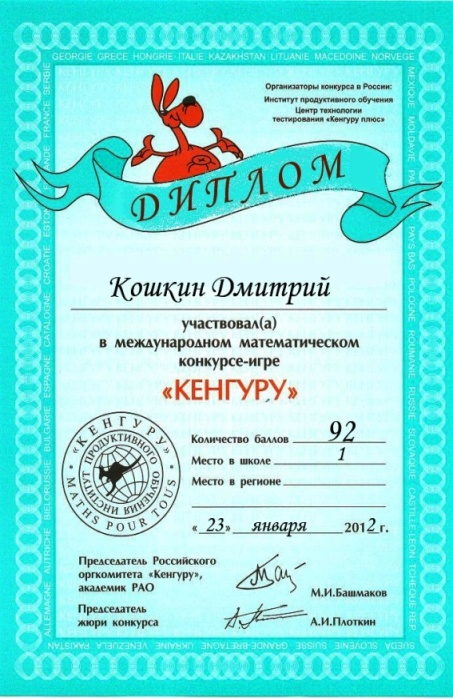 GEORGIE GRECE HONGRIE ITALIE KAZAKHSTAN LITUANIE MACEDOINE NORVEGE
Организаторы конкурса в России:
Институт продуктивного обучения
Центр технологии
тестирования «Кенгуру плюс»
ДИПЛОМ
Кошкин Дмитрий
участвовал(а)
в международном математическом
конкурсе-игре
«КЕНГУРУ»
«КЕНГУРУ»
ИНСТИТУТ ПРОДУКТИВНОГО ОБУЧЕНИЯ
MATHS POUR TOUS
Количество баллов 92
Место в школе 1
Место в регионе
«23» января 2012 г.
Председатель Российского
оргкомитета «Кенгуру»,
академик РАО
М.И.Башмаков
Председатель
жюри конкурса
А.И.Плоткин
MEXIQUE MOLDAVIE
PAYS BAS POLOGNE ROUMANIE RUSSIE SLOVAQUIE CASTILLE-LEON TCHEQUE REP.
ALLEMAGNE AUTRICHE BIELORUSSIE BULGARIE ESPAGNE CATALOGNE CROATIE
FRANCE SERBIE
PAKISTAN VENEZUELA UKRAINE BRETAGNE GRANDE SUISSE SUEDE SLOVENIE